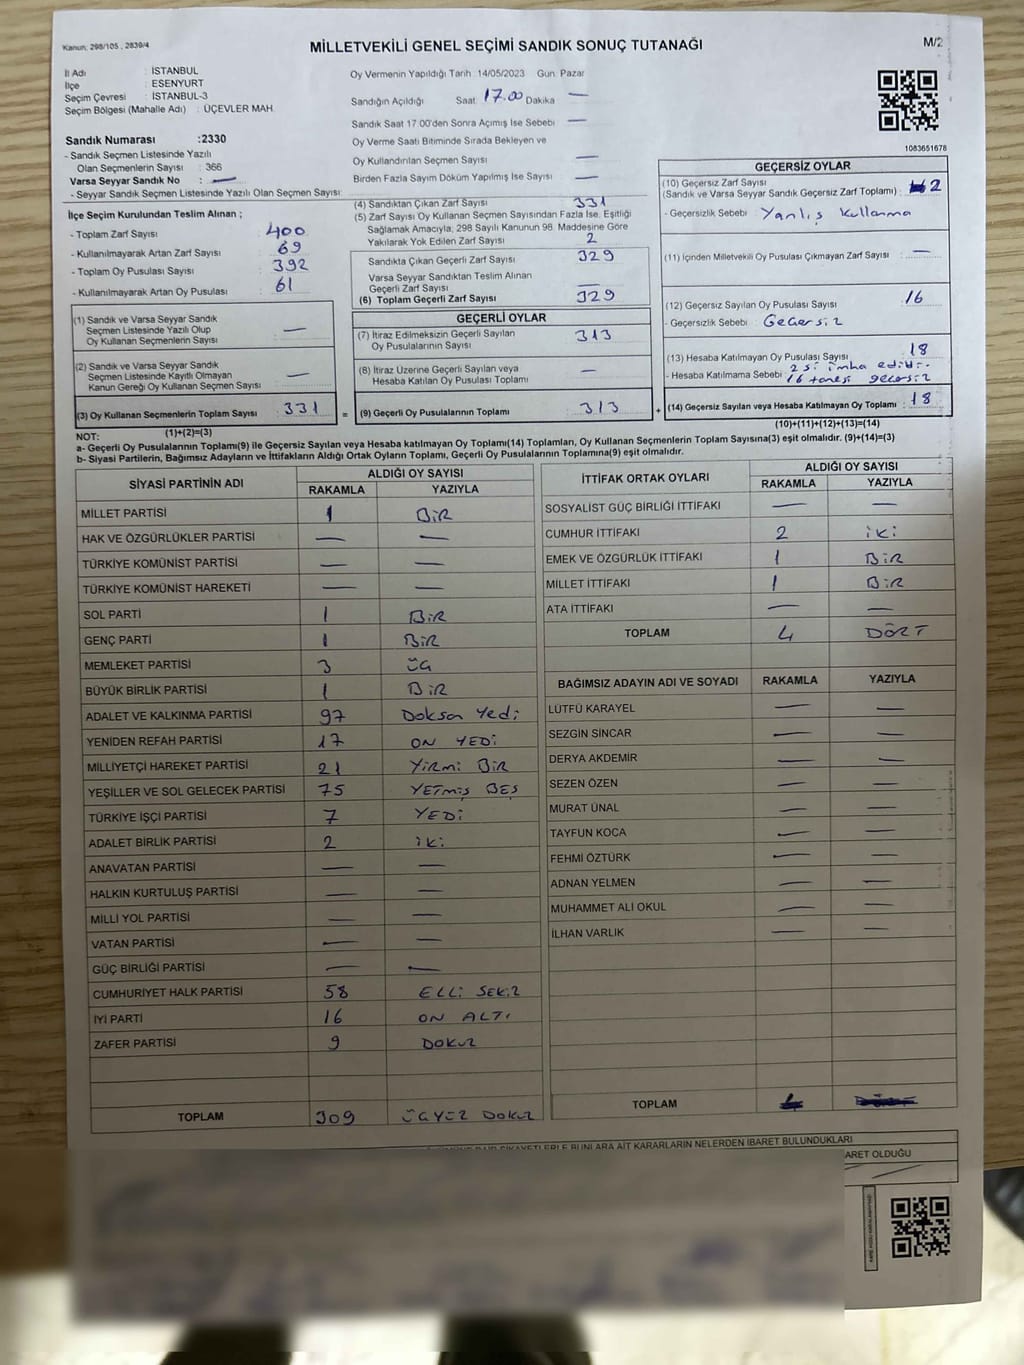 Kanun, 298/105 , 2839/4
MİLLETVEKİLİ GENEL SEÇİMİ SANDIK SONUÇ TUTANAĞI
M/2
İl Adı : İSTANBUL
İlçe : ESENYURT
Seçim Çevresi : İSTANBUL-3
Seçim Bölgesi (Mahalle Adı) : ÜÇEVLER MAH.
Sandık Numarası :2330
- Sandık Seçmen Listesinde Yazılı
Olan Seçmenlerin Sayısı : 366
Varsa Seyyar Sandık No : —
- Seyyar Sandık Seçmen Listesinde Yazılı Olan Seçmen Sayısı:
Oy Vermenin Yapıldığı Tarih 14/05/2023 Gün: Pazar
Sandığın Açıldığı Saat: 17.00 Dakika —
Sandık Saat 17:00'den Sonra Açımış İse Sebebi —
Oy Verme Saati Bitiminde Sırada Bekleyen ve
Oy Kullandırılan Seçmen Sayısı —
Birden Fazla Sayım Döküm Yapılmış İse Sayısı —
1083651678
İlçe Seçim Kurulundan Teslim Alınan ;
- Toplam Zarf Sayısı : 400
- Kullanılmayarak Artan Zarf Sayısı : 69
- Toplam Oy Pusulası Sayısı : 392
- Kullanılmayarak Artan Oy Pusulası : 61
(4) Sandıktan Çıkan Zarf Sayısı 331
(5) Zarf Sayısı Oy Kullanan Seçmen Sayısından Fazla İse, Eşitliği
Sağlamak Amacıyla, 298 Sayılı Kanunun 98. Maddesine Göre
Yakılarak Yok Edilen Zarf Sayısı 2
Sandıkta Çıkan Geçerli Zarf Sayısı 329
Varsa Seyyar Sandıktan Teslim Alınan
Geçerli Zarf Sayısı —
(6) Toplam Geçerli Zarf Sayısı 329
GEÇERSİZ OYLAR
(10) Geçersiz Zarf Sayısı
(Sandık ve Varsa Seyyar Sandık Geçersiz Zarf Toplamı) : 2
- Geçersizlik Sebebi : Yanlış kullanma
(11) İçinden Milletvekili Oy Pusulası Çıkmayan Zarf Sayısı : —
(12) Geçersiz Sayılan Oy Pusulası Sayısı 16
- Geçersizlik Sebebi : Geçersiz
(13) Hesaba Katılmayan Oy Pusulası Sayısı : 18
- Hesaba Katılmama Sebebi : 2 si imha edildi.
16 tanesi geçersiz
(14) Geçersiz Sayılan veya Hesaba Katılmayan Oy Toplamı : 18
(10)+(11)+(12)+(13)=(14)
(1) Sandık ve Varsa Seyyar Sandık
Seçmen Listesinde Yazılı Olup
Oy Kullanan Seçmenlerin Sayısı : —
(2) Sandık ve Varsa Seyyar Sandık
Seçmen Listesinde Kayıtlı Olmayan
Kanun Gereği Oy Kullanan Seçmen Sayısı : —
(3) Oy Kullanan Seçmenlerin Toplam Sayısı : 331 =
(1)+(2)=(3)
GEÇERLİ OYLAR
(7) İtiraz Edilmeksizin Geçerli Sayılan
Oy Pusulalarının Sayısı : 313
(8) İtiraz Üzerine Geçerli Sayılan veya
Hesaba Katılan Oy Pusulası Toplamı : —
(9) Geçerli Oy Pusulalarının Toplamı : 313 +
NOT:
a- Geçerli Oy Pusulalarının Toplamı(9) ile Geçersiz Sayılan veya Hesaba katılmayan Oy Toplamı(14) Toplamları, Oy Kullanan Seçmenlerin Toplam Sayısına(3) eşit olmalıdır. (9)+(14)=(3)
b- Siyasi Partilerin, Bağımsız Adayların ve İttifakların Aldığı Ortak Oyların Toplamı, Geçerli Oy Pusulalarının Toplamına(9) eşit olmalıdır.
SİYASİ PARTİNİN ADI ALDIĞI OY SAYISI
RAKAMLA YAZIYLA
MİLLET PARTİSİ 1 BİR
HAK VE ÖZGÜRLÜKLER PARTİSİ — —
TÜRKİYE KOMÜNİST PARTİSİ — —
TÜRKİYE KOMÜNİST HAREKETİ — —
SOL PARTİ 1 BİR
GENÇ PARTİ 1 BİR
MEMLEKET PARTİSİ 3 ÜÇ
BÜYÜK BİRLİK PARTİSİ 1 BİR
ADALET VE KALKINMA PARTİSİ 97 Doksan Yedi
YENİDEN REFAH PARTİSİ 17 ON YEDİ
MİLLİYETÇİ HAREKET PARTİSİ 21 YİRMİ BİR
YEŞİLLER VE SOL GELECEK PARTİSİ 75 YETMİŞ BEŞ
TÜRKİYE İŞÇİ PARTİSİ 7 YEDİ
ADALET BİRLİK PARTİSİ 2 iki
ANAVATAN PARTİSİ — —
HALKIN KURTULUŞ PARTİSİ — —
MİLLİ YOL PARTİSİ — —
VATAN PARTİSİ — —
GÜÇ BİRLİĞİ PARTİSİ — —
CUMHURİYET HALK PARTİSİ 58 ELLİ SEKİZ
İYİ PARTİ 16 ON ALTI
ZAFER PARTİSİ 9 DOKUZ
TOPLAM 309 ÜÇYÜZ DOKUZ
İTTİFAK ORTAK OYLARI ALDIĞI OY SAYISI
RAKAMLA YAZIYLA
SOSYALİST GÜÇ BİRLİĞİ İTTİFAKI — —
CUMHUR İTTİFAKI 2 iki
EMEK VE ÖZGÜRLÜK İTTİFAKI 1 BİR
MİLLET İTTİFAKI 1 BİR
ATA İTTİFAKI — —
TOPLAM 4 DÖRT
BAĞIMSIZ ADAYIN ADI VE SOYADI RAKAMLA YAZIYLA
LÜTFÜ KARAYEL — —
SEZGİN SİNCAR — —
DERYA AKDEMİR — —
SEZEN ÖZEN — —
MURAT ÜNAL — —
TAYFUN KOCA — —
FEHMİ ÖZTÜRK — —
ADNAN YELMEN — —
MUHAMMET ALİ OKUL — —
İLHAN VARLIK — —
TOPLAM
ŞİKAYETLERLE BUNLARA AİT KARARLARIN NELERDEN İBARET BULUNDUKLARI
ARET OLDUĞU